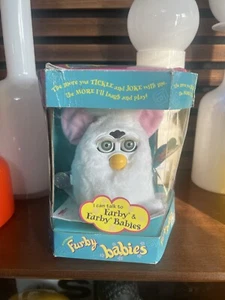 The more you TICKLE and JOKE with me,
the MORE I'll laugh and play!
I can talk to
Furby &
Furby Babies
Furby babies